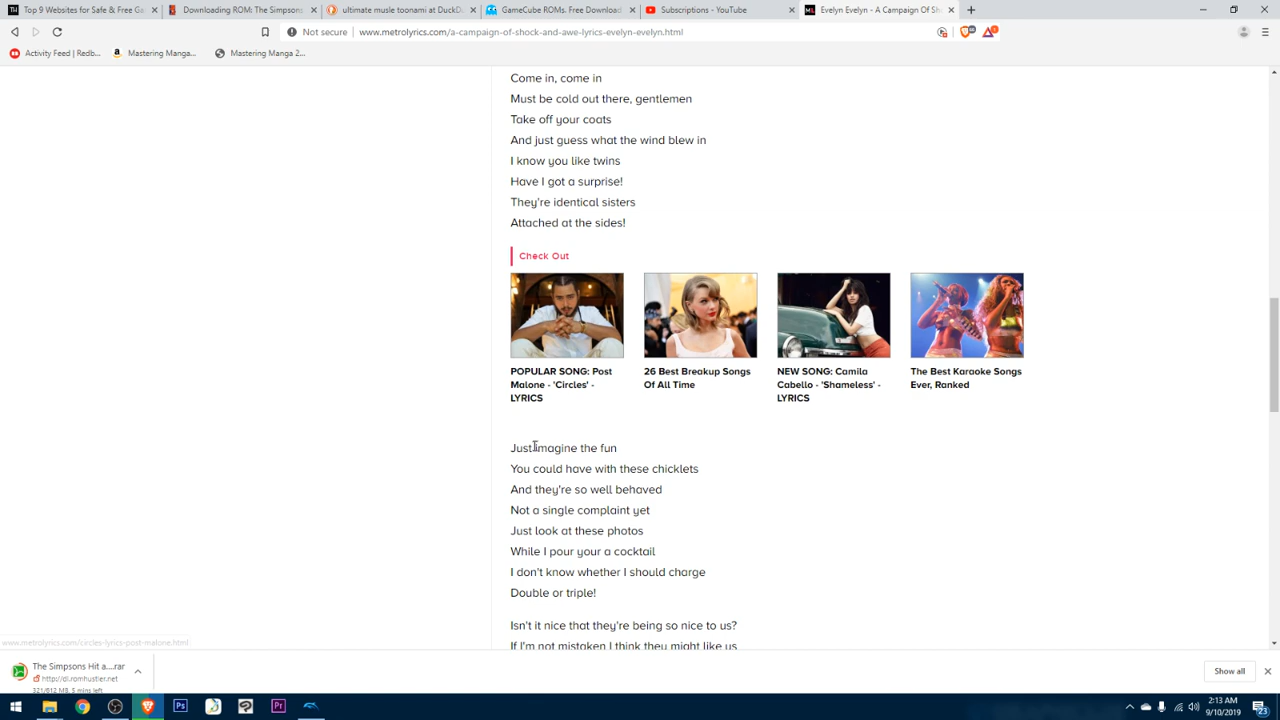 Top 9 Websites for Safe & Free Ga
Downloading ROM: The Simpsons
ultimate musle toonami at DuckDu
GameCube ROMs. Free Download
Subscriptions - YouTube
Evelyn Evelyn - A Campaign Of Sho
Not secure
www.metrolyrics.com/a-campaign-of-shock-and-awe-lyrics-evelyn-evelyn.html
Activity Feed | Redb...
Mastering Manga...
Mastering Manga 2...
Come in, come in
Must be cold out there, gentlemen
Take off your coats
And just guess what the wind blew in
I know you like twins
Have I got a surprise!
They're identical sisters
Attached at the sides!
Check Out
POPULAR SONG: Post
Malone - 'Circles' -
LYRICS
26 Best Breakup Songs
Of All Time
NEW SONG: Camila
Cabello - 'Shameless' -
LYRICS
The Best Karaoke Songs
Ever, Ranked
Just imagine the fun
You could have with these chicklets
And they're so well behaved
Not a single complaint yet
Just look at these photos
While I pour your a cocktail
I don't know whether I should charge
Double or triple!
Isn't it nice that they're being so nice to us?
If I'm not mistaken I think they might like us
www.metrolyrics.com/circles-lyrics-post-malone.html
The Simpsons Hit a....rar
http://dl.romhustler.net
321/612 MB, 3 mins left
Show all
2:13 AM
9/10/2019
23